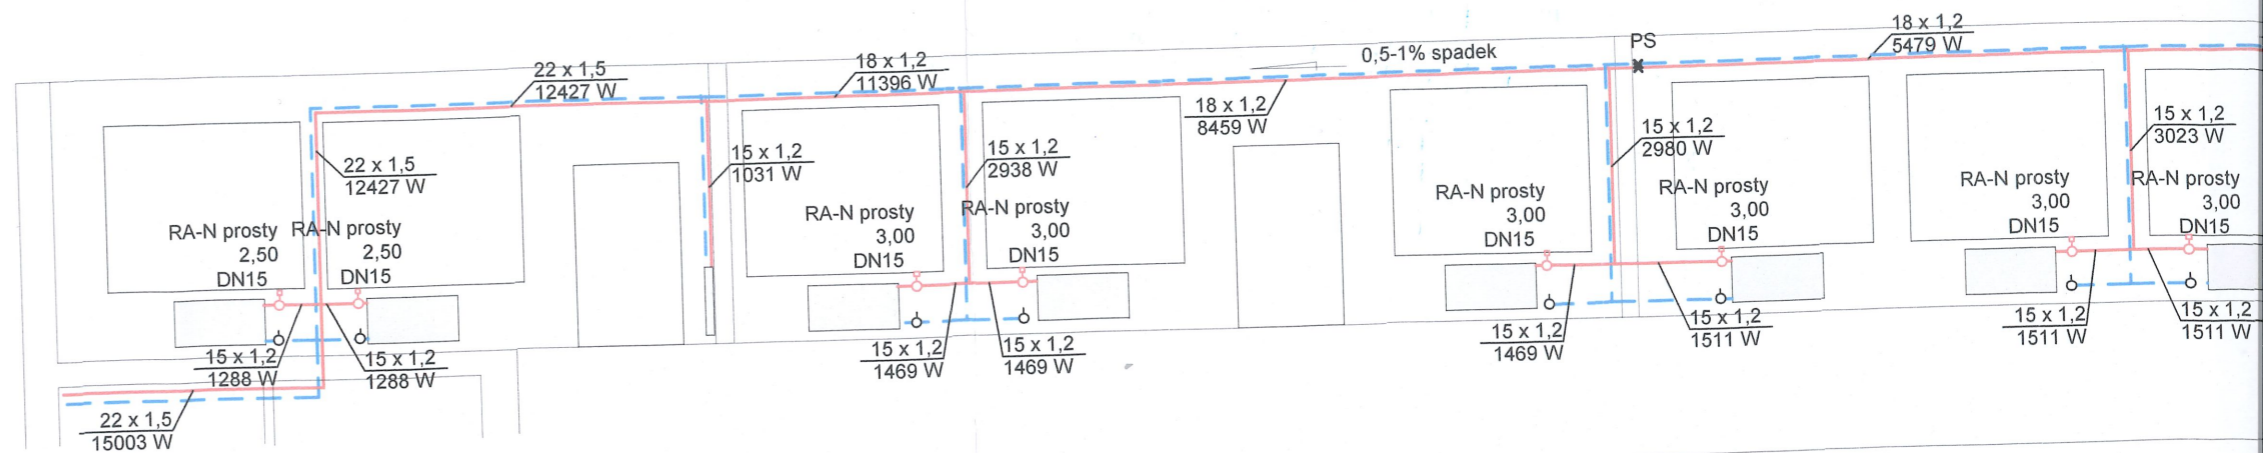 22 x 1,5
12427 W
18 x 1,2
11396 W
0,5-1% spadek
PS
18 x 1,2
5479 W
22 x 1,5
12427 W
15 x 1,2
1031 W
15 x 1,2
2938 W
18 x 1,2
8459 W
15 x 1,2
2980 W
15 x 1,2
3023 W
RA-N prosty
2,50
DN15
RA-N prosty
2,50
DN15
RA-N prosty
3,00
DN15
RA-N prosty
3,00
DN15
RA-N prosty
3,00
DN15
RA-N prosty
3,00
DN15
RA-N prosty
3,00
DN15
RA-N prosty
3,00
DN15
15 x 1,2
1288 W
15 x 1,2
1288 W
15 x 1,2
1469 W
15 x 1,2
1469 W
15 x 1,2
1469 W
15 x 1,2
1511 W
15 x 1,2
1511 W
15 x 1,2
1511 W
22 x 1,5
15003 W